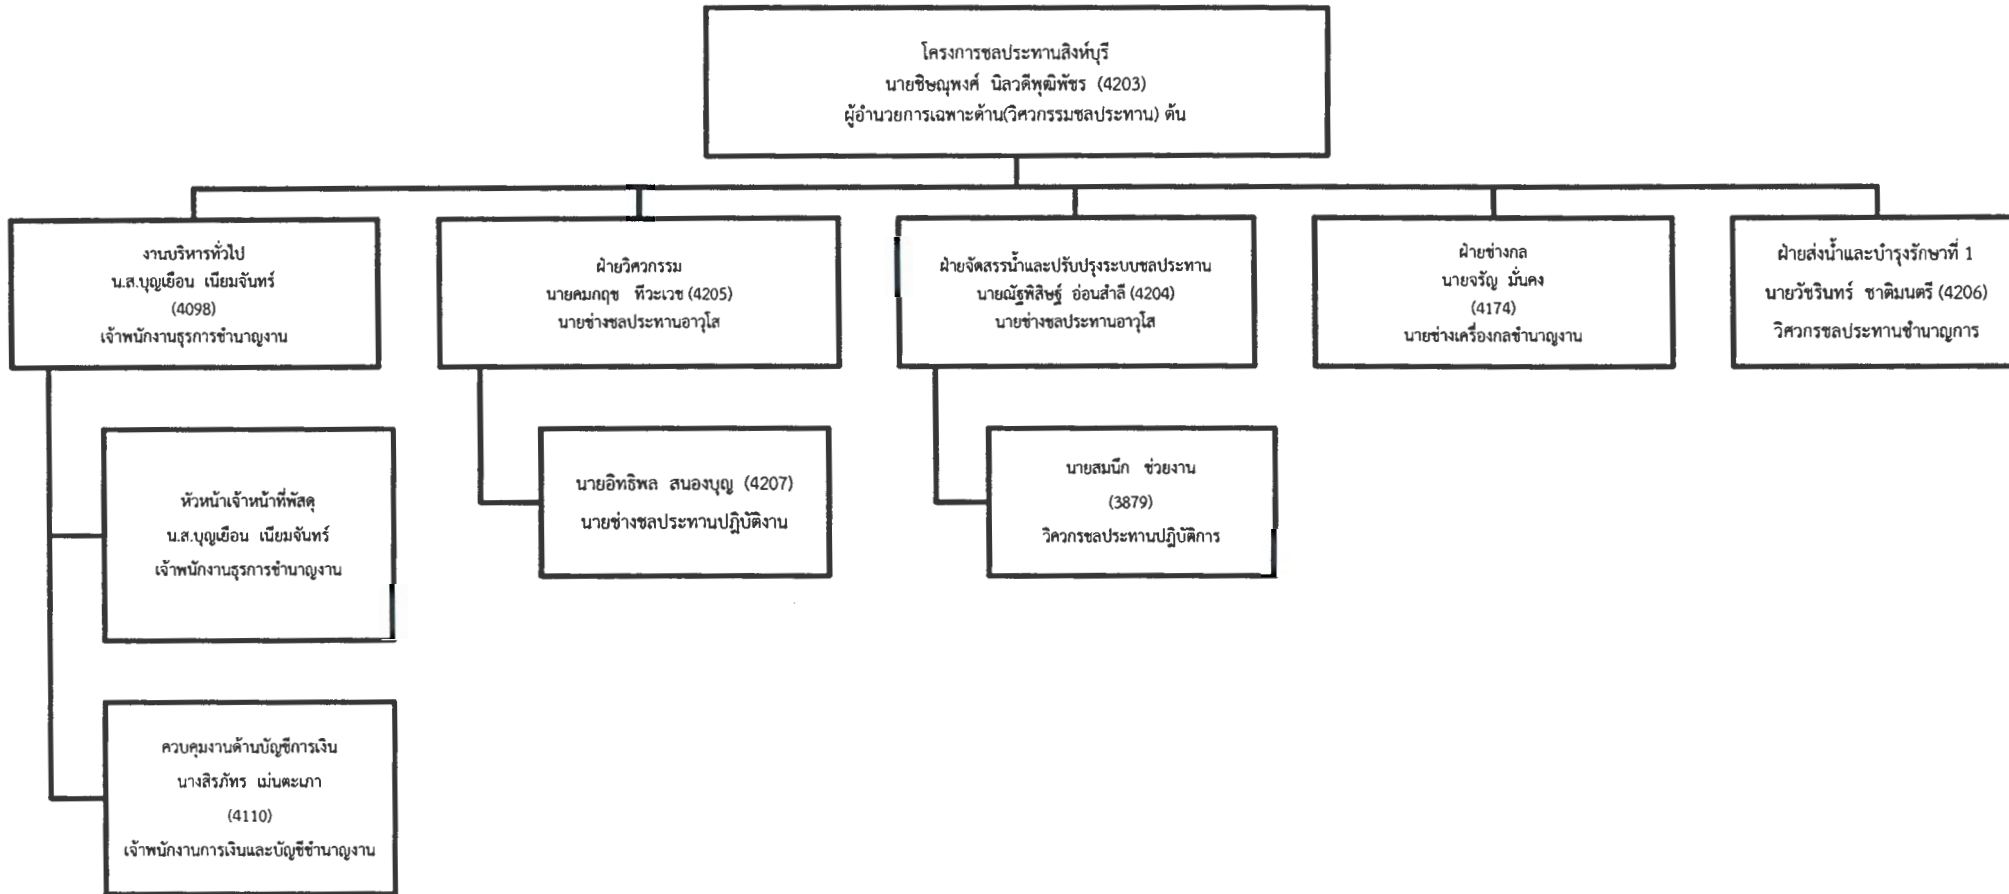 โครงการชลประทานสิงห์บุรี
นายชิษณุพงศ์ นิลวดีพุฒิพัชร (4203)
ผู้อำนวยการเฉพาะด้าน(วิศวกรรมชลประทาน) ต้น
งานบริหารทั่วไป
น.ส.บุญเยือน เนียมจันทร์
(4098)
เจ้าพนักงานธุรการชำนาญงาน
ฝ่ายวิศวกรรม
นายคมกฤช ทีวะเวช (4205)
นายช่างชลประทานอาวุโส
ฝ่ายจัดสรรน้ำและปรับปรุงระบบชลประทาน
นายณัฐพิสิษฐ์ อ่อนสำลี (4204)
นายช่างชลประทานอาวุโส
ฝ่ายช่างกล
นายจรัญ มั่นคง
(4174)
นายช่างเครื่องกลชำนาญงาน
ฝ่ายส่งน้ำและบำรุงรักษาที่ 1
นายวัชรินทร์ ชาติมนตรี (4206)
วิศวกรชลประทานชำนาญการ
หัวหน้าเจ้าหน้าที่พัสดุ
น.ส.บุญเยือน เนียมจันทร์
เจ้าพนักงานธุรการชำนาญงาน
นายอิทธิพล สนองบุญ (4207)
นายช่างชลประทานปฏิบัติงาน
นายสมนึก ช่วยงาน
(3879)
วิศวกรชลประทานปฏิบัติการ
ควบคุมงานด้านบัญชีการเงิน
นางสิรภัทร เม่นตะเภา
(4110)
เจ้าพนักงานการเงินและบัญชีชำนาญงาน